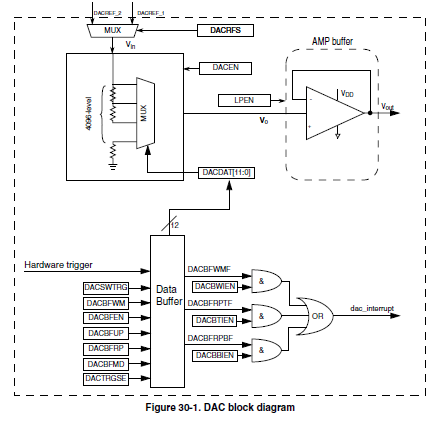 DACREF_2 DACREF_1
MUX
DACRFS
Vin
AMP buffer
DACEN
4096-level
MUX
LPEN
VDD
Vo
Vout
-
+
DACDAT[11:0]
12
Hardware trigger
DACSWTRG
DACBFWM
DACBFEN
DACBFUP
DACBFRP
DACBFMD
DACTRGSE
Data
Buffer
DACBFWMF
DACBWIEN
&
DACBFRPTF
DACBTIEN
&
DACBFRPBF
DACBBIEN
&
OR
dac_interrupt
Figure 30-1. DAC block diagram